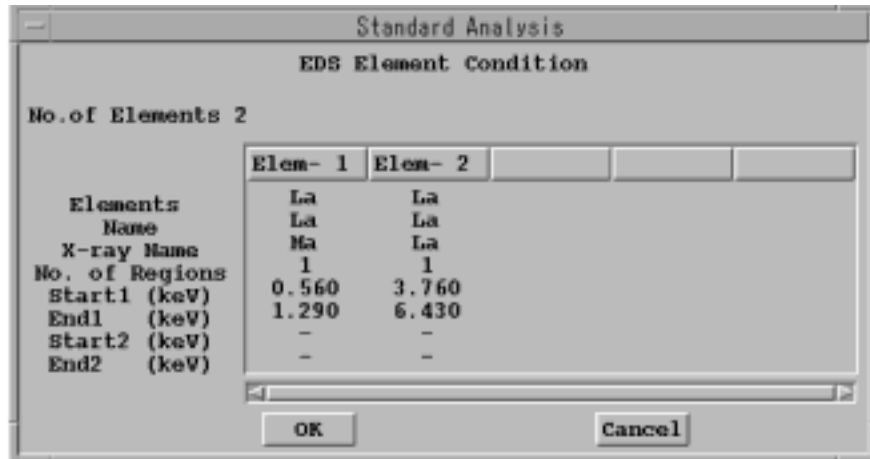 Standard Analysis
EDS Element Condition
No.of Elements 2
Elem- 1 Elem- 2
Elements La La
Name La La
X-ray Name Ma La
No. of Regions 1 1
Start1 (keV) 0.560 3.760
End1 (keV) 1.290 6.430
Start2 (keV) - -
End2 (keV) - -
OK Cancel